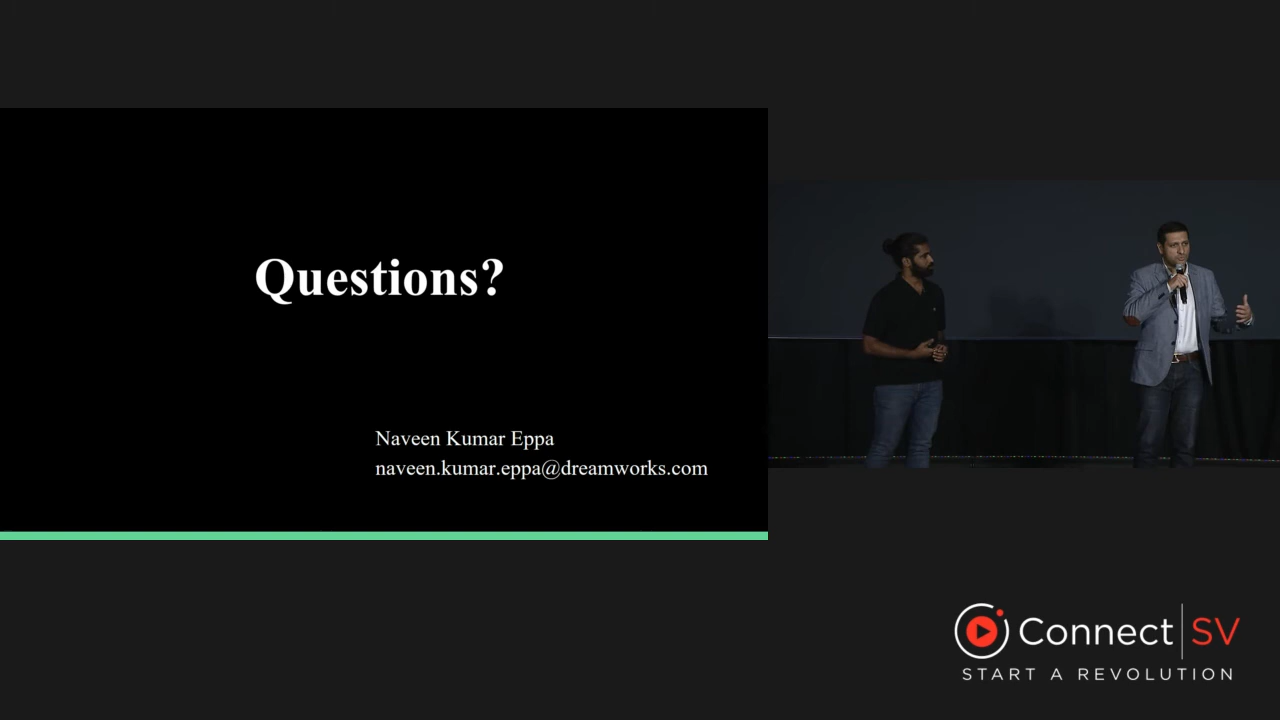 Questions?
Naveen Kumar Eppa
naveen.kumar.eppa@dreamworks.com
Connect SV
START A REVOLUTION